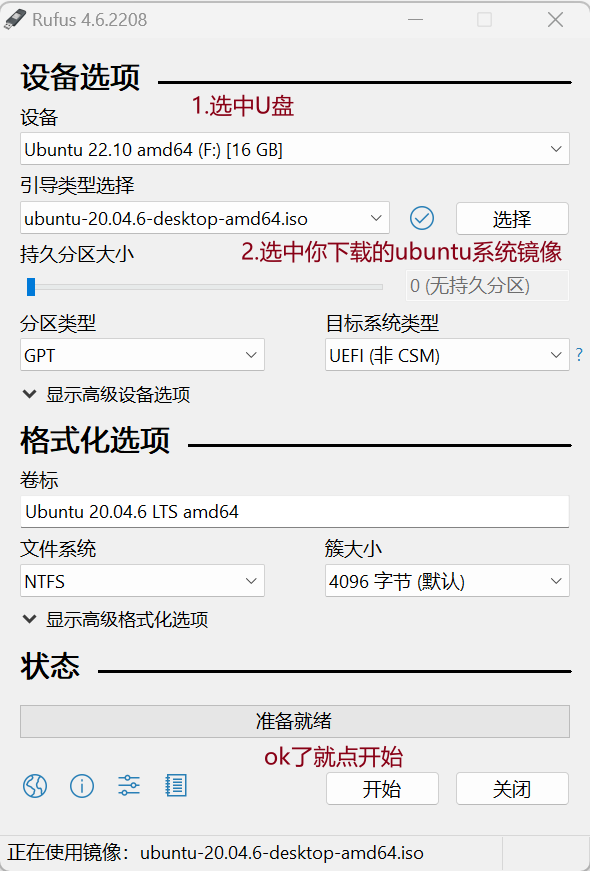 Rufus 4.6.2208
设备选项
1.选中U盘
设备
Ubuntu 22.10 amd64 (F:) [16 GB]
引导类型选择
ubuntu-20.04.6-desktop-amd64.iso
选择
持久分区大小
2.选中你下载的ubuntu系统镜像
0 (无持久分区)
分区类型
目标系统类型
GPT
UEFI (非 CSM)
?
显示高级设备选项
格式化选项
卷标
Ubuntu 20.04.6 LTS amd64
文件系统
簇大小
NTFS
4096 字节 (默认)
显示高级格式化选项
状态
准备就绪
ok了就点开始
开始
关闭
正在使用镜像：ubuntu-20.04.6-desktop-amd64.iso